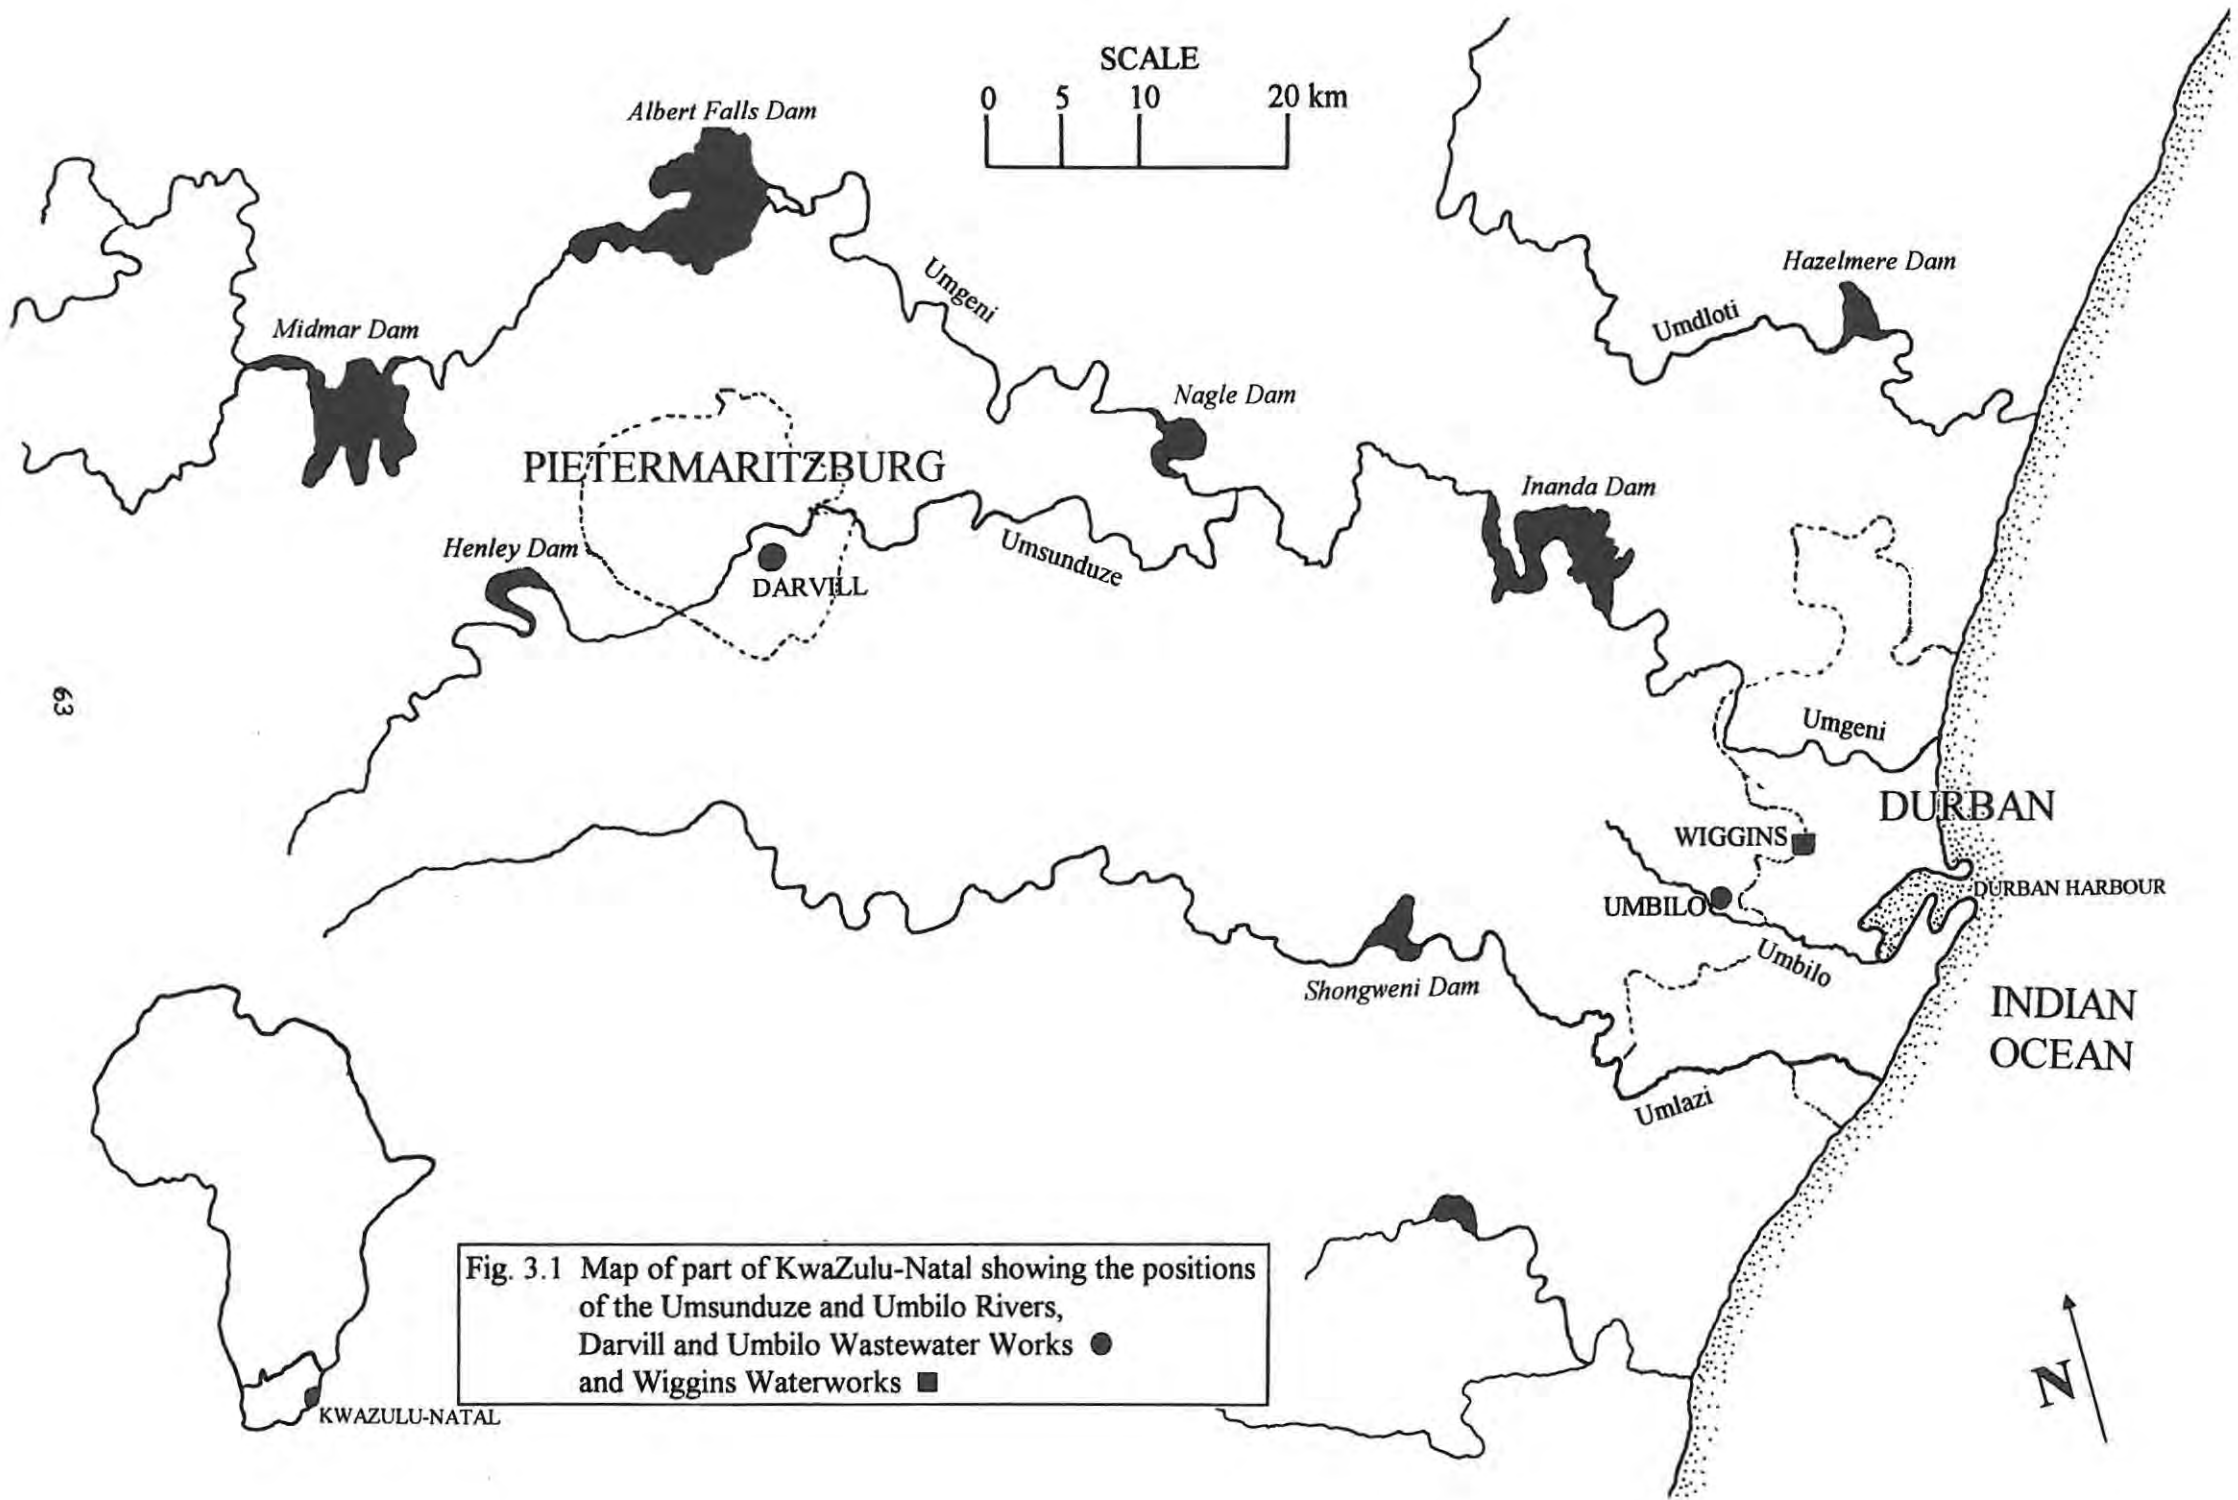 SCALE
0 5 10 20 km
Albert Falls Dam
Hazelmere Dam
Umgeni
Umdloti
Midmar Dam
Nagle Dam
PIETERMARITZBURG
Inanda Dam
Henley Dam
Umsunduze
DARVILL
63
Umgeni
DURBAN
WIGGINS
DURBAN HARBOUR
UMBILO
Umbilo
Shongweni Dam
INDIAN
OCEAN
Umlazi
Fig. 3.1 Map of part of KwaZulu-Natal showing the positions
of the Umsunduze and Umbilo Rivers,
Darvill and Umbilo Wastewater Works
and Wiggins Waterworks
N
KWAZULU-NATAL